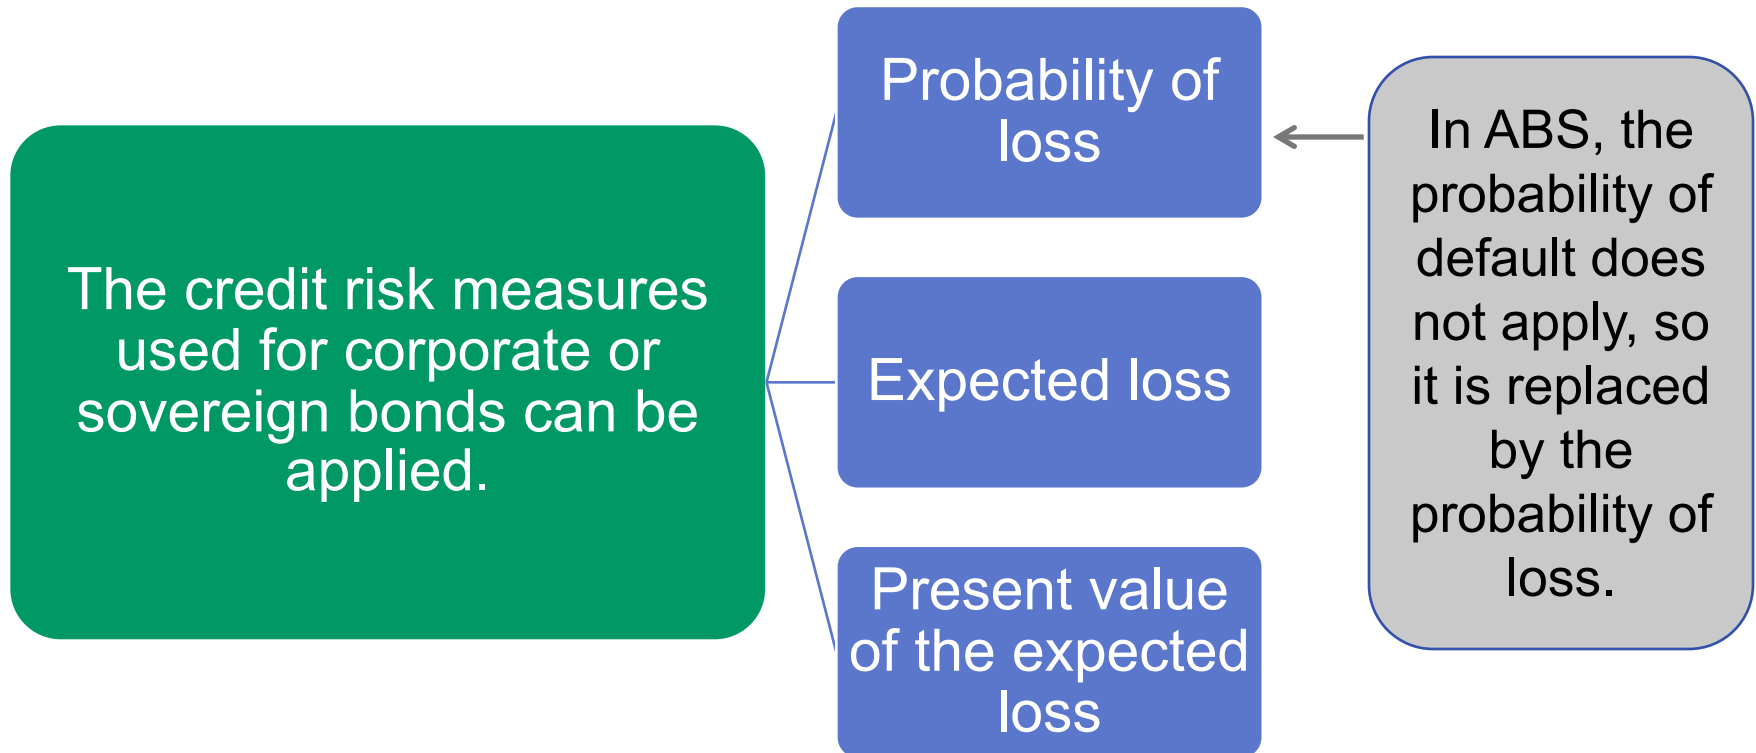 The credit risk measures
used for corporate or
sovereign bonds can be
applied.
Probability of
loss
Expected loss
Present value
of the expected
loss
In ABS, the
probability of
default does
not apply, so
it is replaced
by the
probability of
loss.